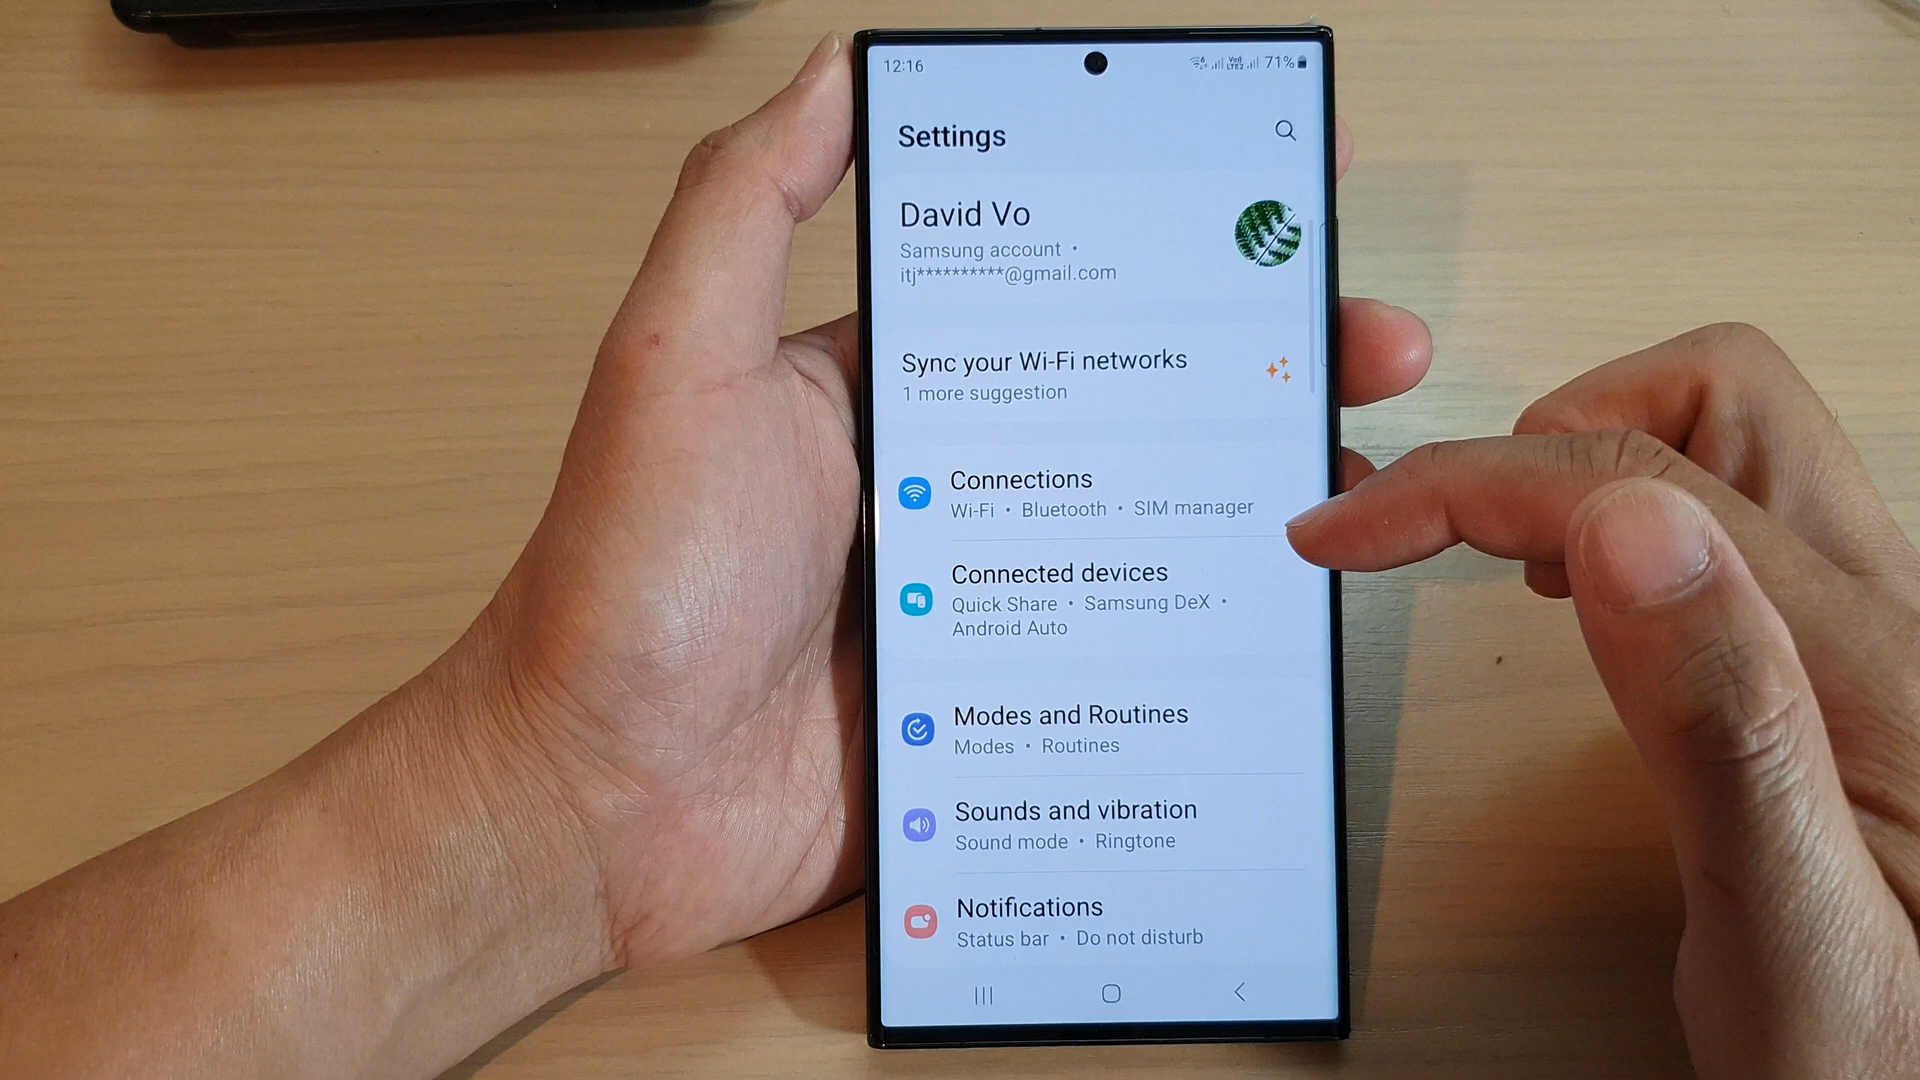 12:16
Vo)) LTE2 71%
Settings
David Vo
Samsung account •
itj**********@gmail.com
Sync your Wi-Fi networks
1 more suggestion
Connections
Wi-Fi • Bluetooth • SIM manager
Connected devices
Quick Share • Samsung DeX •
Android Auto
Modes and Routines
Modes • Routines
Sounds and vibration
Sound mode • Ringtone
Notifications
Status bar • Do not disturb